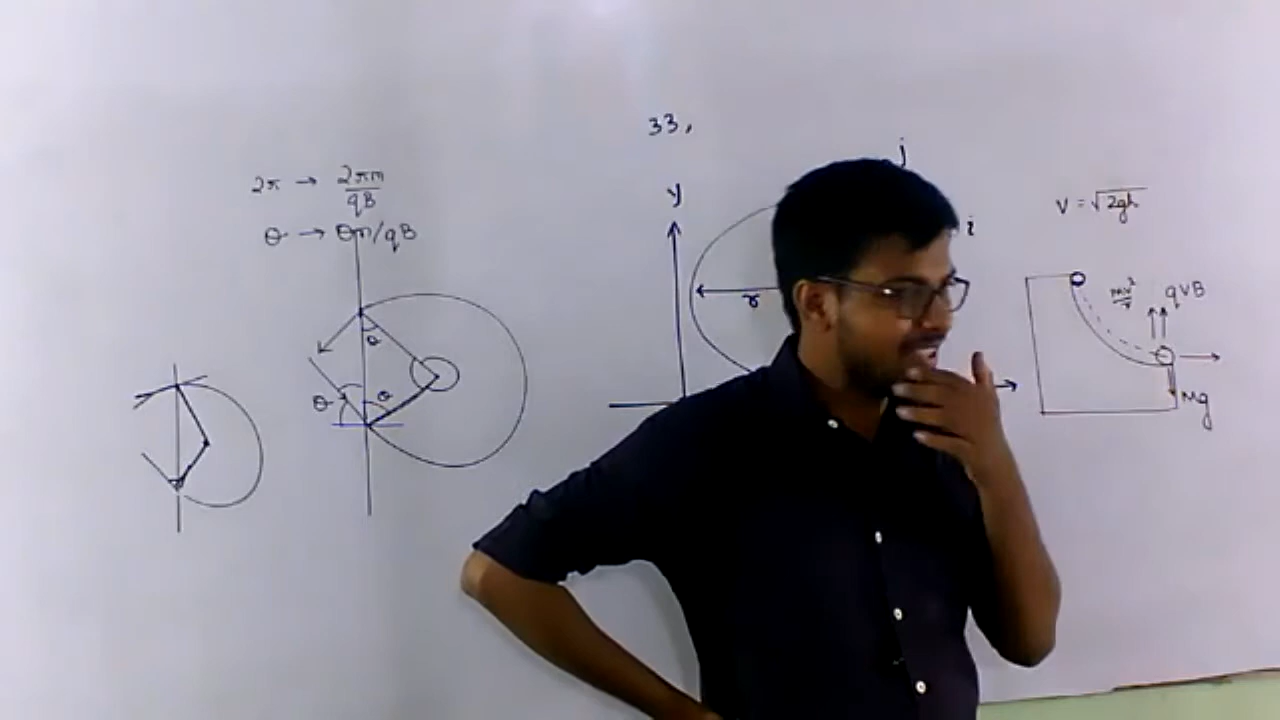 2π → 2πm/qB
θ → θm/qB
θ
θ
θ
33,
y
r
j
i
V = √2gh
mv²/r
qVB
Mg